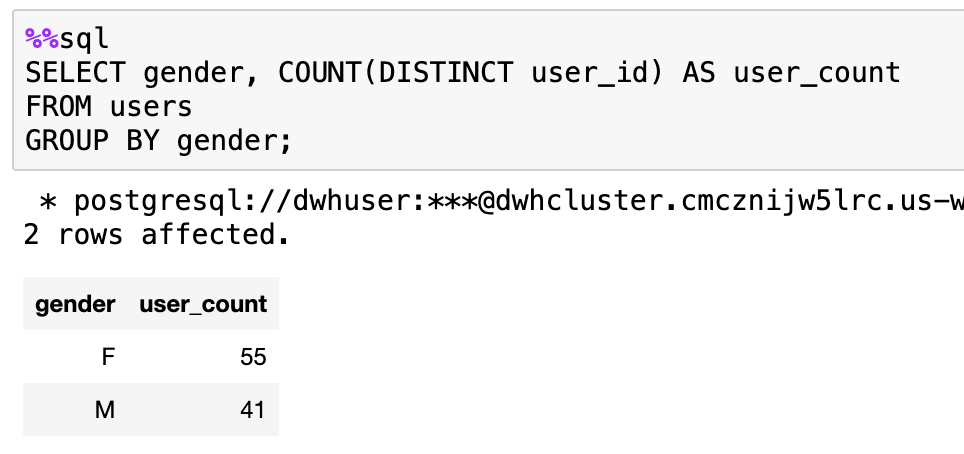 %%sql
SELECT gender, COUNT(DISTINCT user_id) AS user_count
FROM users
GROUP BY gender;
* postgresql://dwhuser:***@dwhcluster.cmcznijw5lrc.us-w
2 rows affected.
gender user_count
F 55
M 41